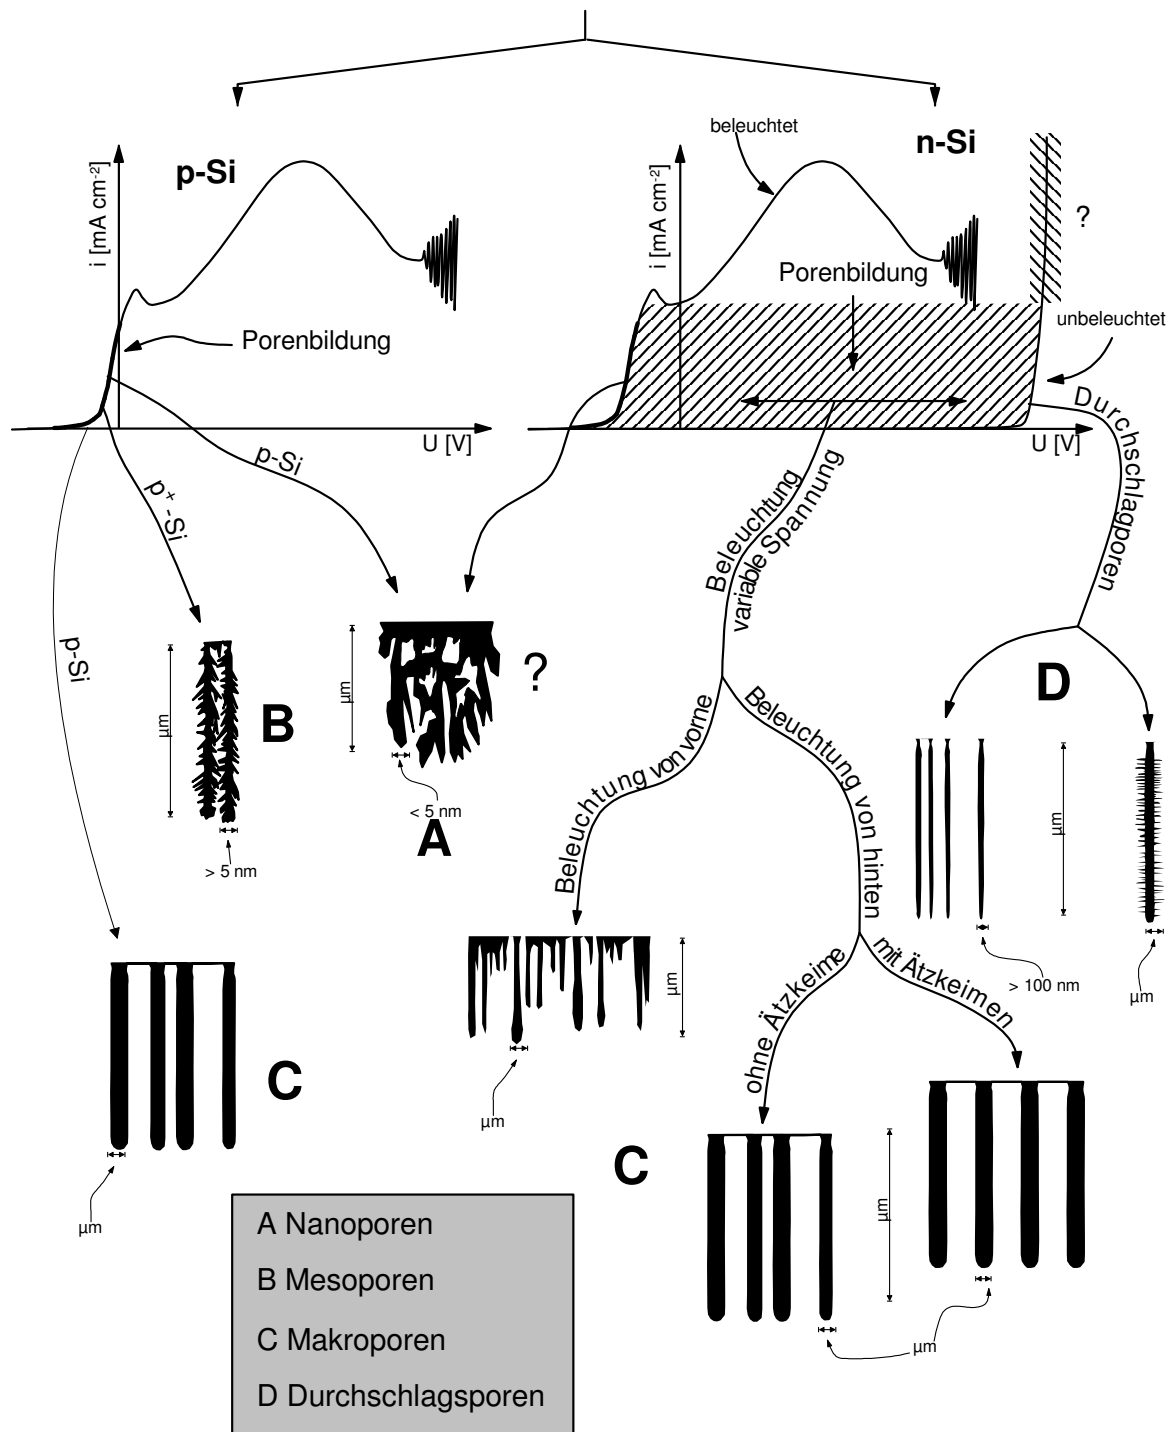 p-Si
i [mA cm-2]
Porenbildung
U [V]
beleuchtet
n-Si
i [mA cm-2]
Porenbildung
?
unbeleuchtet
U [V]
p-Si
p+-Si
p-Si
Beleuchtung
variable Spannung
Durchschlagporen
µm
B
> 5 nm
µm
?
< 5 nm
A
D
Beleuchtung von vorne
Beleuchtung von hinten
µm
> 100 nm
µm
ohne Ätzkeime
mit Ätzkeimen
µm
µm
C
µm
C
µm
µm
A Nanoporen
B Mesoporen
C Makroporen
D Durchschlagsporen